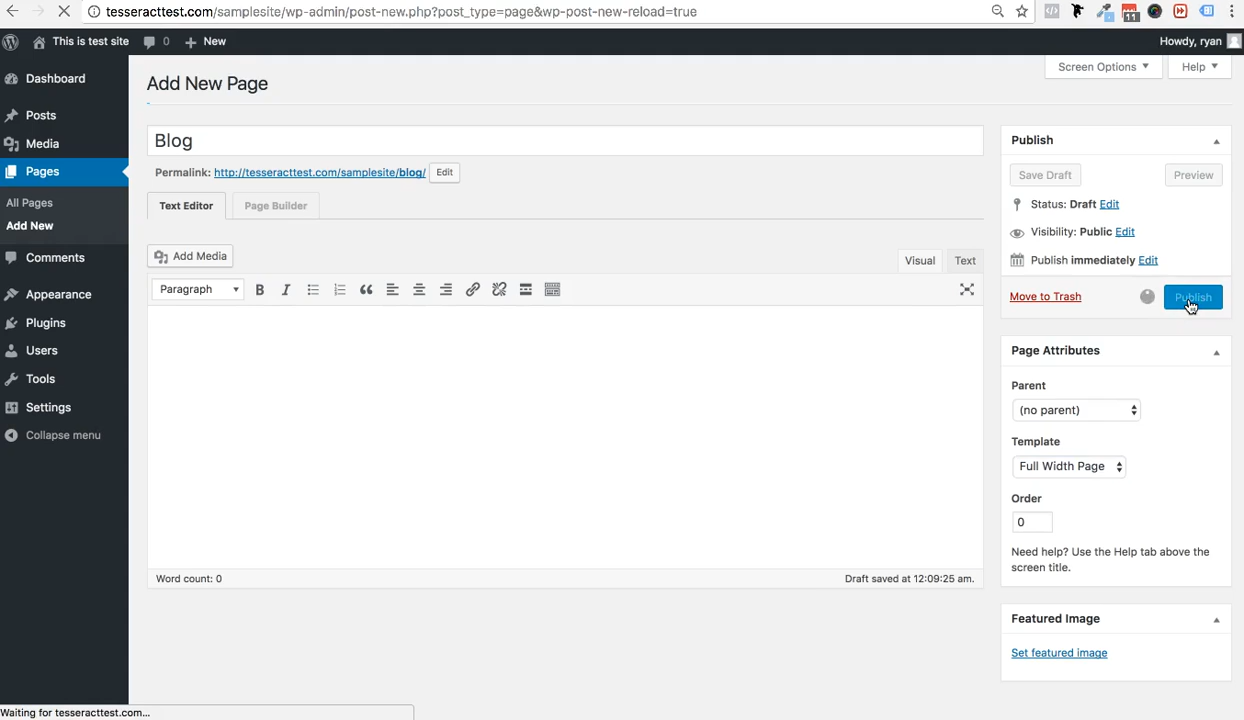 tesseracttest.com/samplesite/wp-admin/post-new.php?post_type=page&wp-post-new-reload=true
11
This is test site
0
New
Howdy, ryan
Dashboard
Posts
Media
Pages
All Pages
Add New
Comments
Appearance
Plugins
Users
Tools
Settings
Collapse menu
Screen Options
Help
Add New Page
Blog
Permalink: http://tesseracttest.com/samplesite/blog/ Edit
Text Editor
Page Builder
Add Media
Visual
Text
Paragraph
B
I
Word count: 0
Draft saved at 12:09:25 am.
Publish
Save Draft
Preview
Status: Draft Edit
Visibility: Public Edit
Publish immediately Edit
Move to Trash
Publish
Page Attributes
Parent
(no parent)
Template
Full Width Page
Order
0
Need help? Use the Help tab above the
screen title.
Featured Image
Set featured image
Waiting for tesseracttest.com...